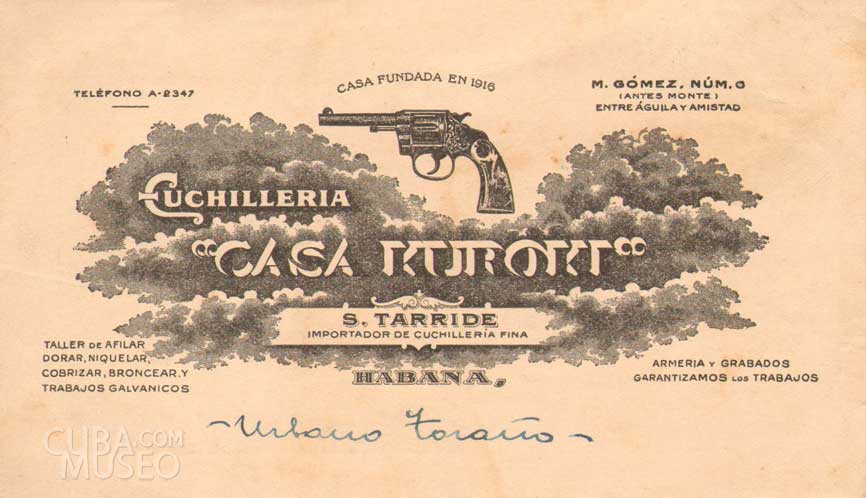 CASA FUNDADA EN 1916
TELÉFONO A-2347
M. GÓMEZ, NÚM. 6
(ANTES MONTE)
ENTRE ÁGUILA Y AMISTAD
CUCHILLERIA
"CASA KUROKI"
S. TARRIDE
IMPORTADOR DE CUCHILLERÍA FINA
HABANA,
TALLER DE AFILAR
DORAR, NIQUELAR,
COBRIZAR, BRONCEAR, Y
TRABAJOS GALVANICOS
ARMERIA Y GRABADOS
GARANTIZAMOS LOS TRABAJOS
- Urbano Toraño -
CUBA.COM
MUSEO